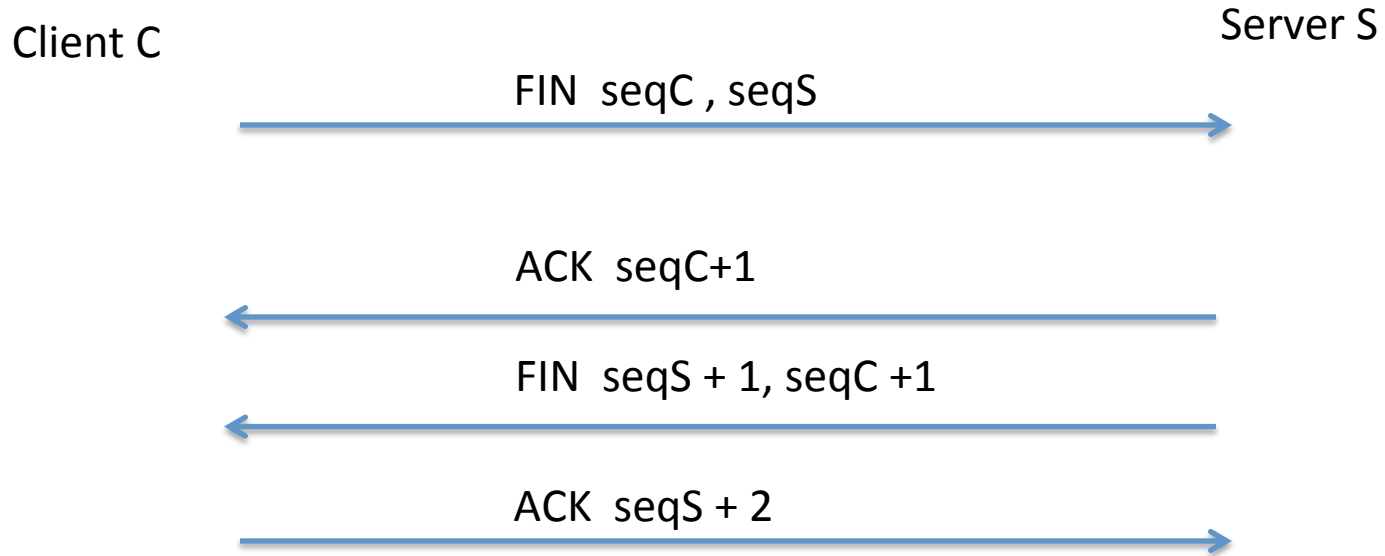 Client C
Server S
FIN seqC , seqS
ACK seqC+1
FIN seqS + 1, seqC +1
ACK seqS + 2